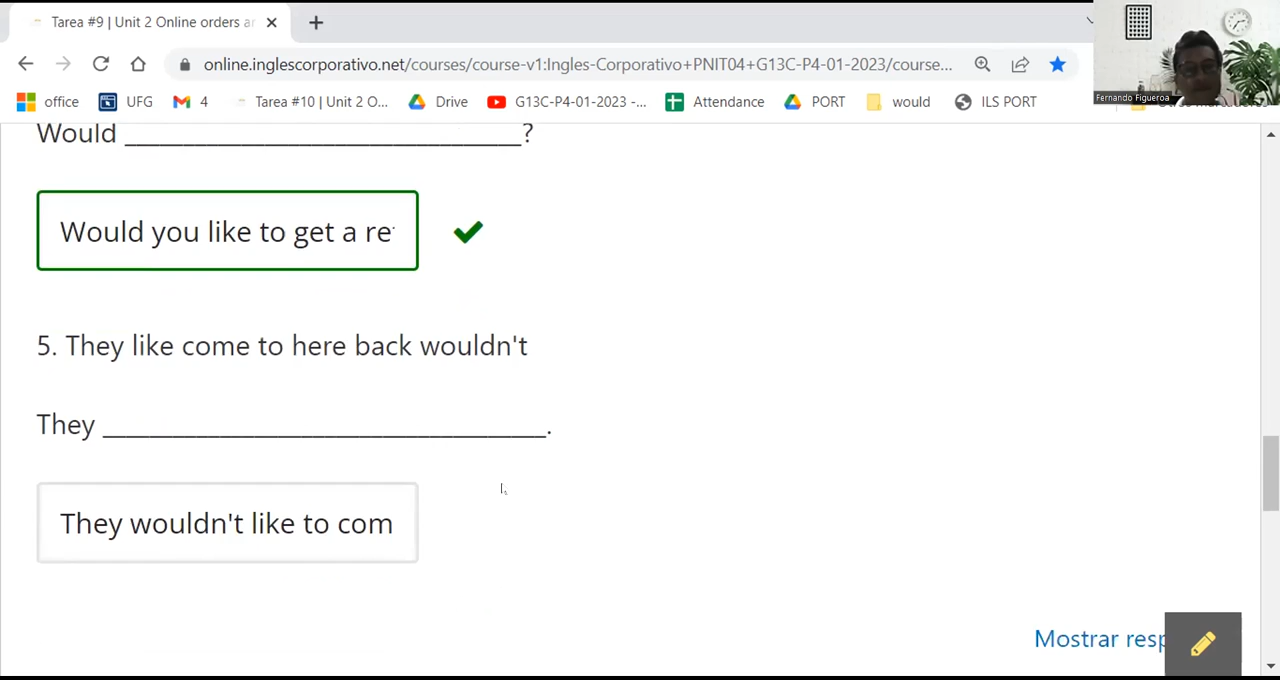 Tarea #9 | Unit 2 Online orders ar
online.inglescorporativo.net/courses/course-v1:Ingles-Corporativo+PNIT04+G13C-P4-01-2023/course...
office UFG 4 Tarea #10 | Unit 2 O... Drive G13C-P4-01-2023 -... Attendance PORT would ILS PORT
Fernando Figueroa
Would ______________________________?
Would you like to get a re
5. They like come to here back wouldn't
They __________________________________.
They wouldn't like to com
Mostrar resp